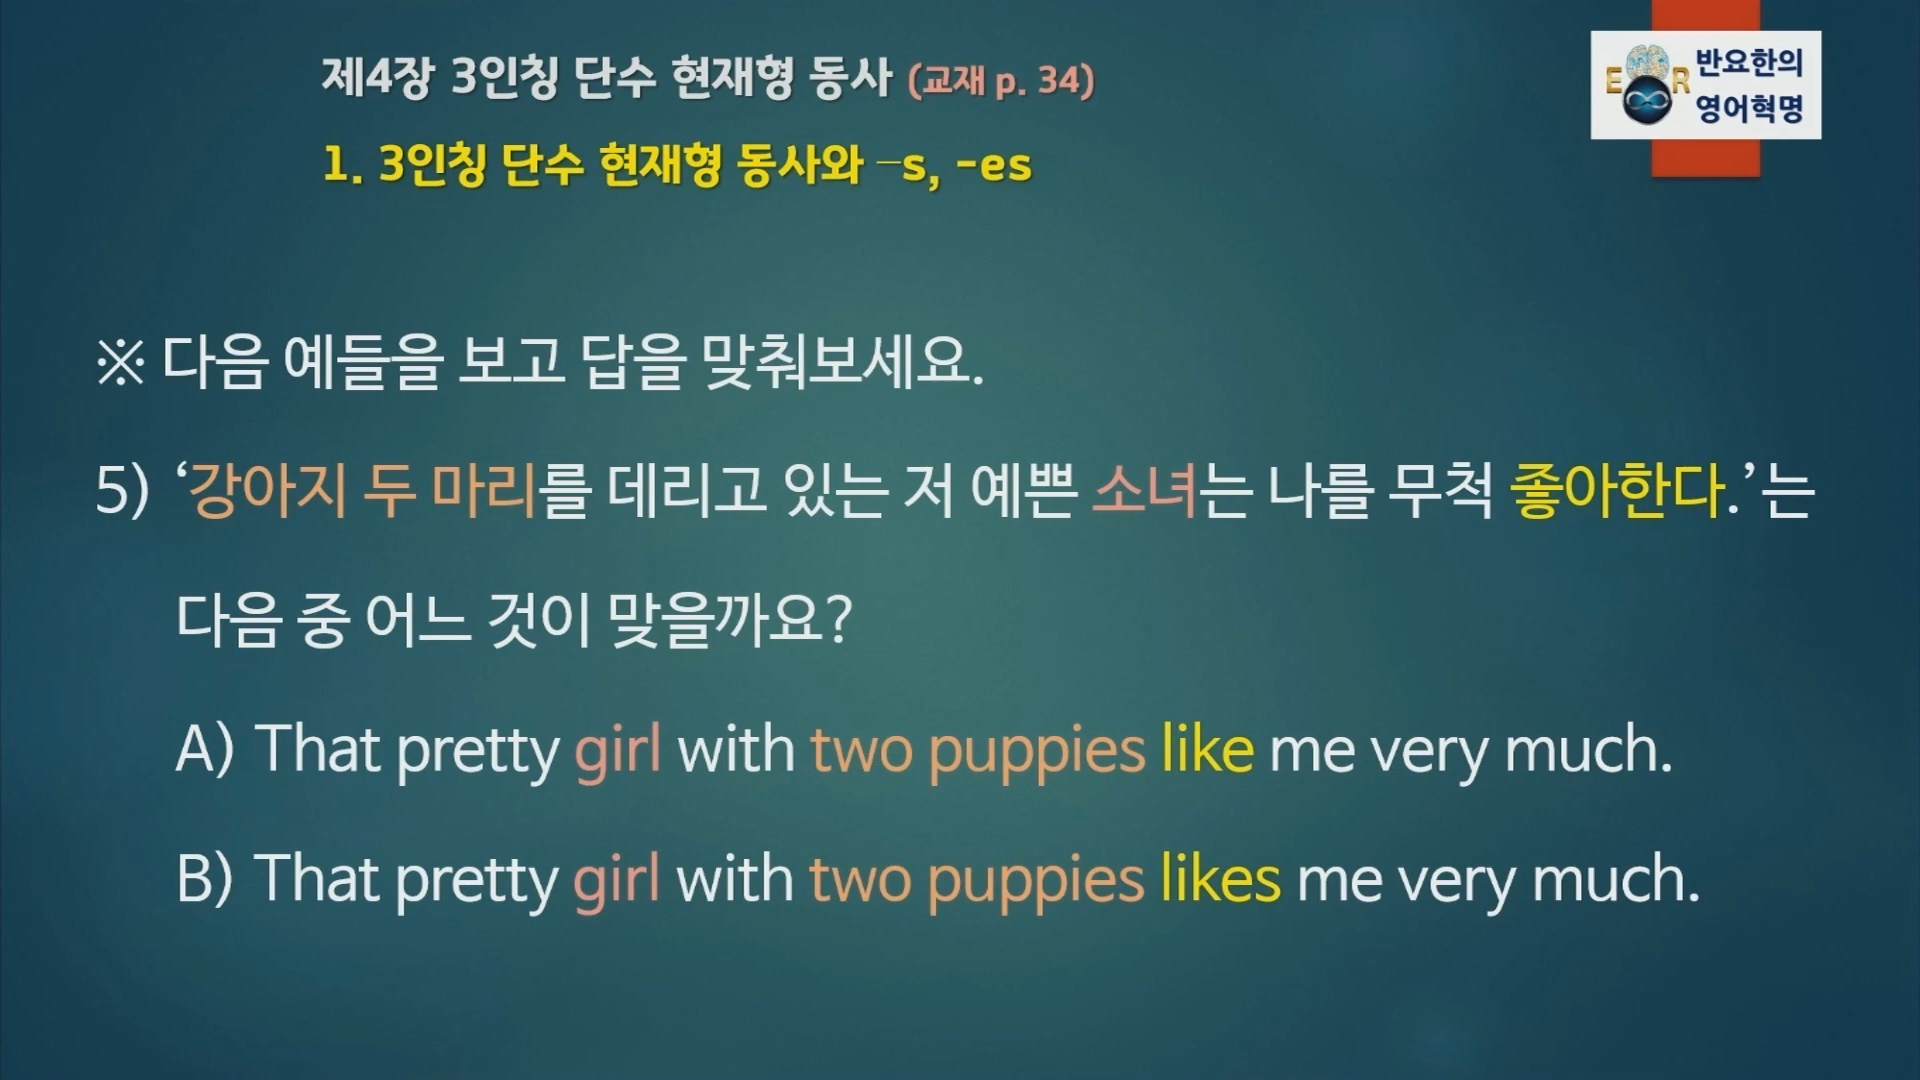 제4장 3인칭 단수 현재형 동사 (교재 p. 34)
1. 3인칭 단수 현재형 동사와 –s, -es
E R 반요한의
영어혁명
※ 다음 예들을 보고 답을 맞춰보세요.
5) ‘강아지 두 마리를 데리고 있는 저 예쁜 소녀는 나를 무척 좋아한다.’는
다음 중 어느 것이 맞을까요?
A) That pretty girl with two puppies like me very much.
B) That pretty girl with two puppies likes me very much.